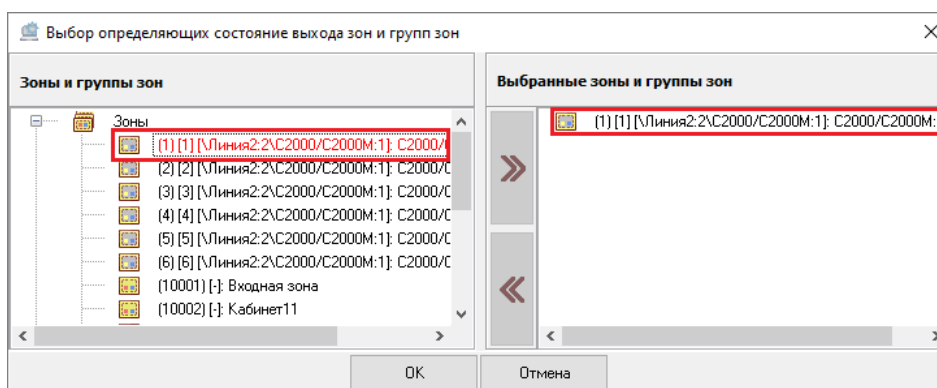 Выбор определяющих состояние выхода зон и групп зон
Зоны и группы зон
Зоны
(1) [1] [\Линия2:2\С2000/С2000М:1]: С2000/
(2) [2] [\Линия2:2\С2000/С2000М:1]: С2000/С
(3) [3] [\Линия2:2\С2000/С2000М:1]: С2000/С
(4) [4] [\Линия2:2\С2000/С2000М:1]: С2000/С
(5) [5] [\Линия2:2\С2000/С2000М:1]: С2000/С
(6) [6] [\Линия2:2\С2000/С2000М:1]: С2000/С
(10001) [-]: Входная зона
(10002) [-]: Кабинет11
Выбранные зоны и группы зон
(1) [1] [\Линия2:2\С2000/С2000М:1]: С2000/С2000М:
OK
Отмена